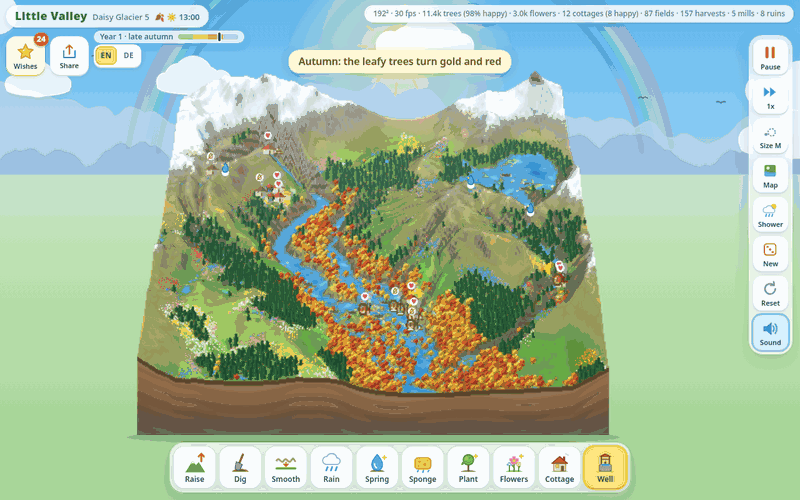 Little Valley Daisy Glacier 5 13:00
192² · 30 fps · 11.4k trees (98% happy) · 3.0k flowers · 12 cottages (8 happy) · 87 fields · 157 harvests · 5 mills · 8 ruins
Year 1 · late autumn
24
Wishes
Share
EN
DE
Autumn: the leafy trees turn gold and red
Pause
1x
Size M
Map
Shower
New
Reset
Sound
Raise
Dig
Smooth
Rain
Spring
Sponge
Plant
Flowers
Cottage
Well